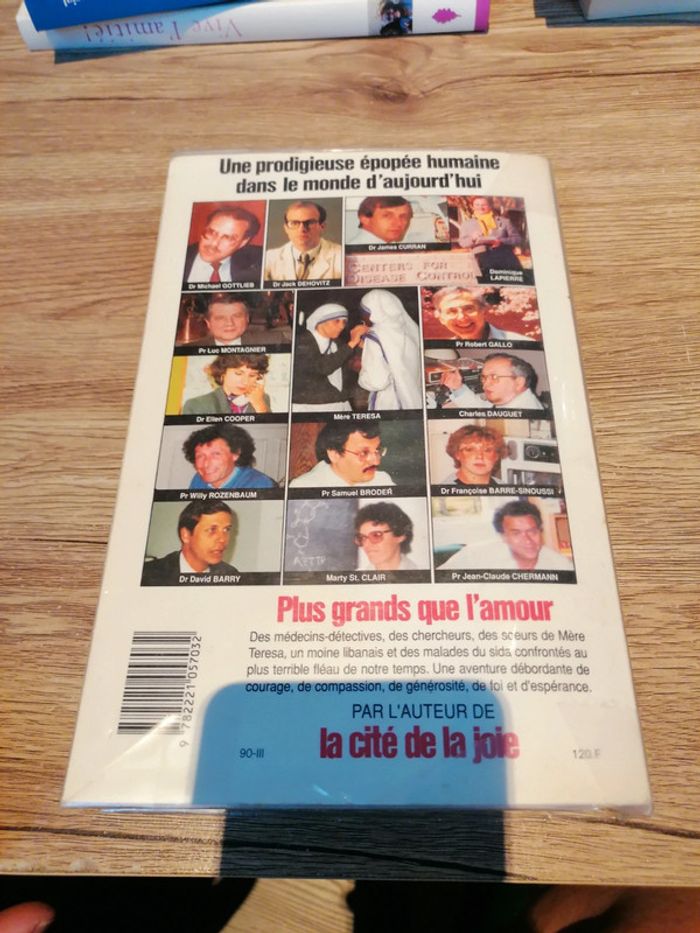 Vive l'amitié!
Une prodigieuse épopée humaine
dans le monde d'aujourd'hui
Dr Michael GOTTLIEB
Dr Jack DEHOVITZ
Dr James CURRAN
CENTERS FOR
DISEASE CONTROL
Dominique
LAPIERRE
Pr Luc MONTAGNIER
Pr Robert GALLO
Dr Ellen COOPER
Mère TERESA
Charles DAUGUET
Pr Willy ROZENBAUM
Pr Samuel BRODER
Dr Françoise BARRE-SINOUSSI
Dr David BARRY
Marty St. CLAIR
Pr Jean-Claude CHERMANN
Plus grands que l'amour
Des médecins-détectives, des chercheurs, des sœurs de Mère
Teresa, un moine libanais et des malades du sida confrontés au
plus terrible fléau de notre temps. Une aventure débordante de
courage, de compassion, de générosité, de foi et d'espérance.
PAR L'AUTEUR DE
la cité de la joie
9 782221 057032
90-III
120 F